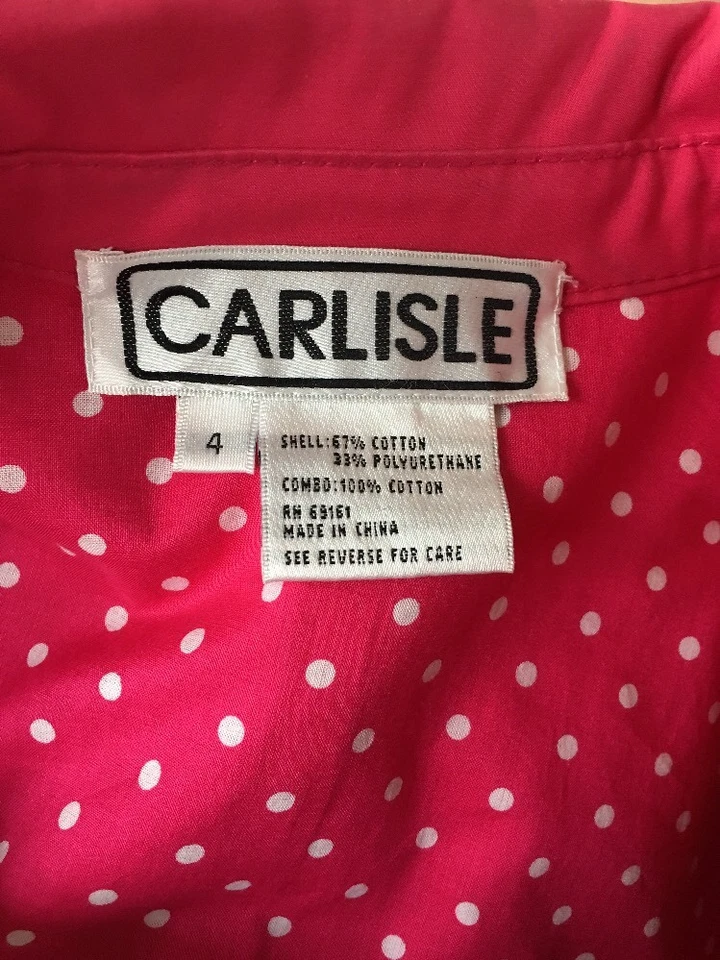 CARLISLE
4
SHELL:67% COTTON
33% POLYURETHANE
COMBO:100% COTTON
RN 69161
MADE IN CHINA
SEE REVERSE FOR CARE